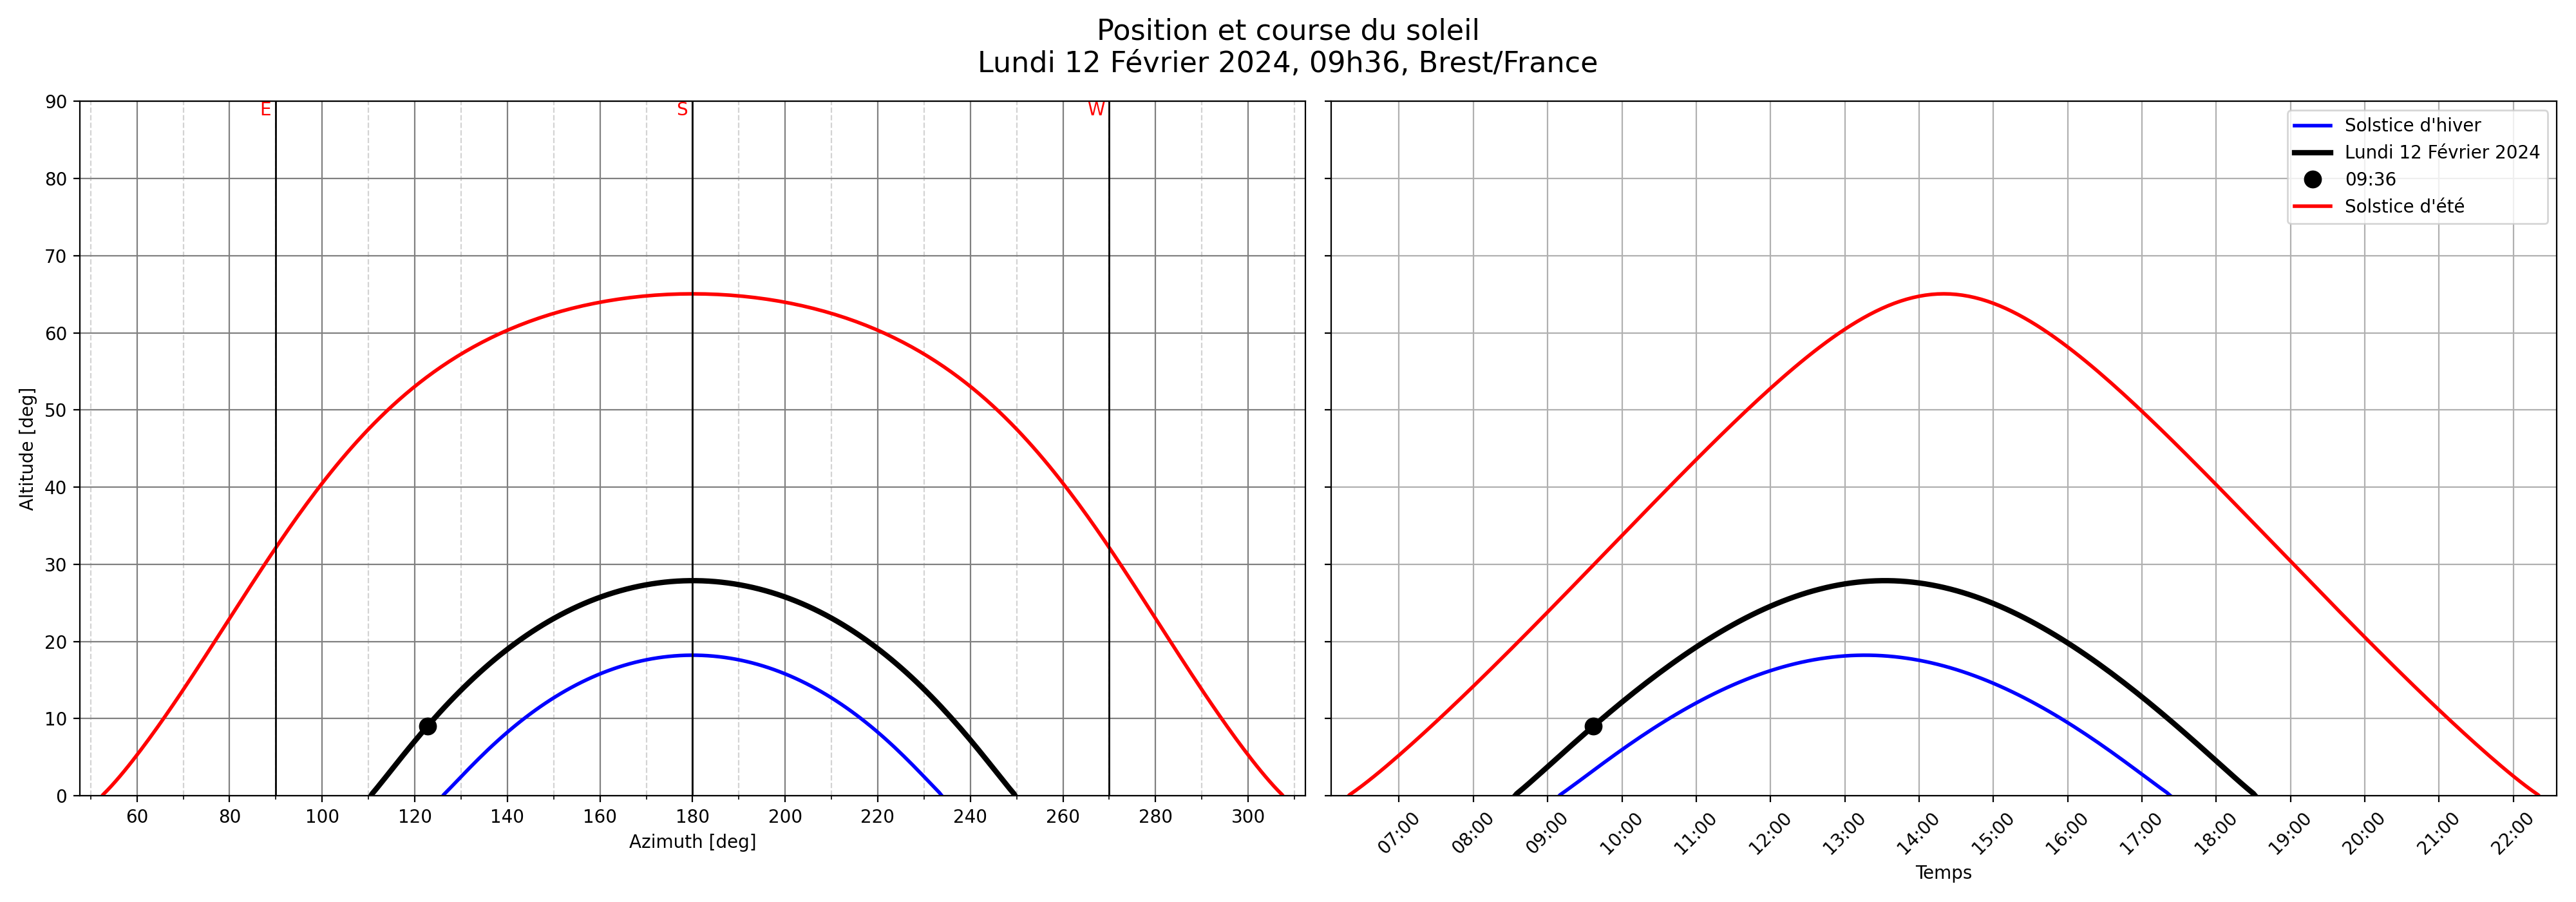 Position et course du soleil
Lundi 12 Février 2024, 09h36, Brest/France
E
S
W
90
80
70
60
50
40
30
20
10
0
Altitude [deg]
60 80 100 120 140 160 180 200 220 240 260 280 300
Azimuth [deg]
Solstice d'hiver
Lundi 12 Février 2024
09:36
Solstice d'été
07:00 08:00 09:00 10:00 11:00 12:00 13:00 14:00 15:00 16:00 17:00 18:00 19:00 20:00 21:00 22:00
Temps